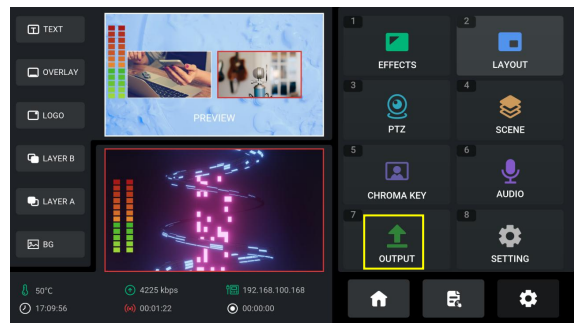 TEXT
OVERLAY
LOGO
LAYER B
LAYER A
BG
PREVIEW
1
EFFECTS
2
LAYOUT
3
PTZ
4
SCENE
5
CHROMA KEY
6
AUDIO
7
OUTPUT
8
SETTING
50°C
4225 kbps
192.168.100.168
17:09:56
00:01:22
00:00:00